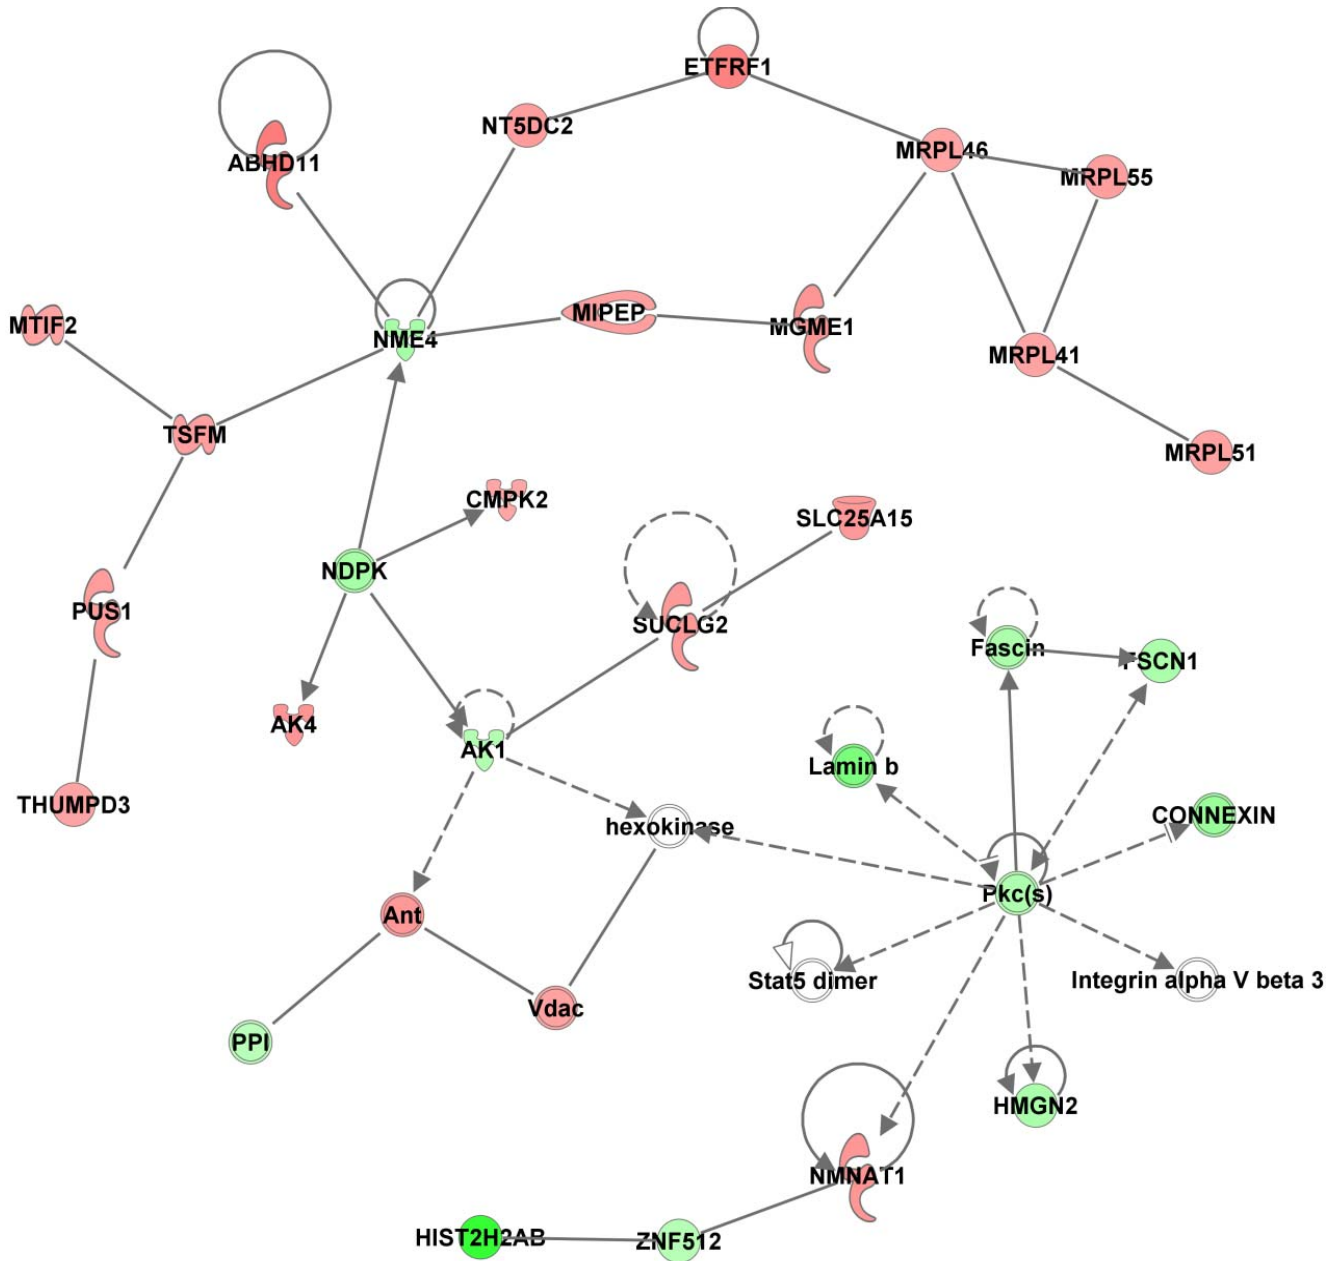 ETFRF1
NT5DC2
ABHD11
MRPL46
MRPL55
MTIF2
NME4
MIPEP
MGME1
MRPL41
TSFM
MRPL51
CMPK2
SLC25A15
NDPK
PUS1
SUCLG2
Fascin
FSCN1
AK4
AK1
Lamin b
THUMPD3
hexokinase
CONNEXIN
Pkc(s)
Ant
Stat5 dimer
Integrin alpha V beta 3
Vdac
PPI
HMGN2
NMNAT1
HIST2H2AB
ZNF512